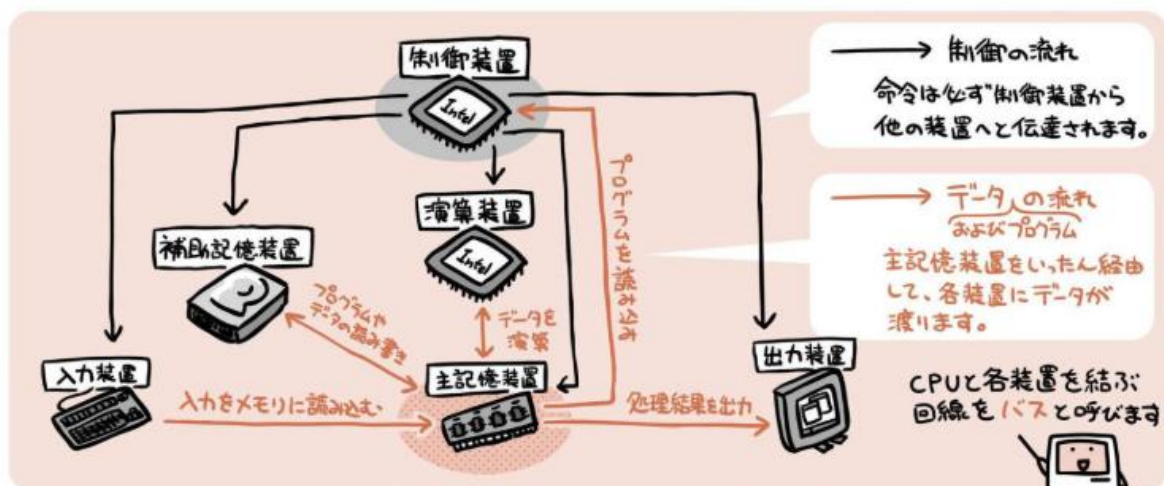 制御装置
Intel
演算装置
Intel
補助記憶装置
プログラムや
データの読み書き
データを
演算
プログラムを読み込む
入力装置
入力をメモリに読み込む
主記憶装置
処理結果を出力
出力装置
制御の流れ
命令は必ず制御装置から
他の装置へと伝達されます。
データの流れ
およびプログラム
主記憶装置をいったん経由
して、各装置にデータが
渡ります。
CPUと各装置を結ぶ
回線をバスと呼びます